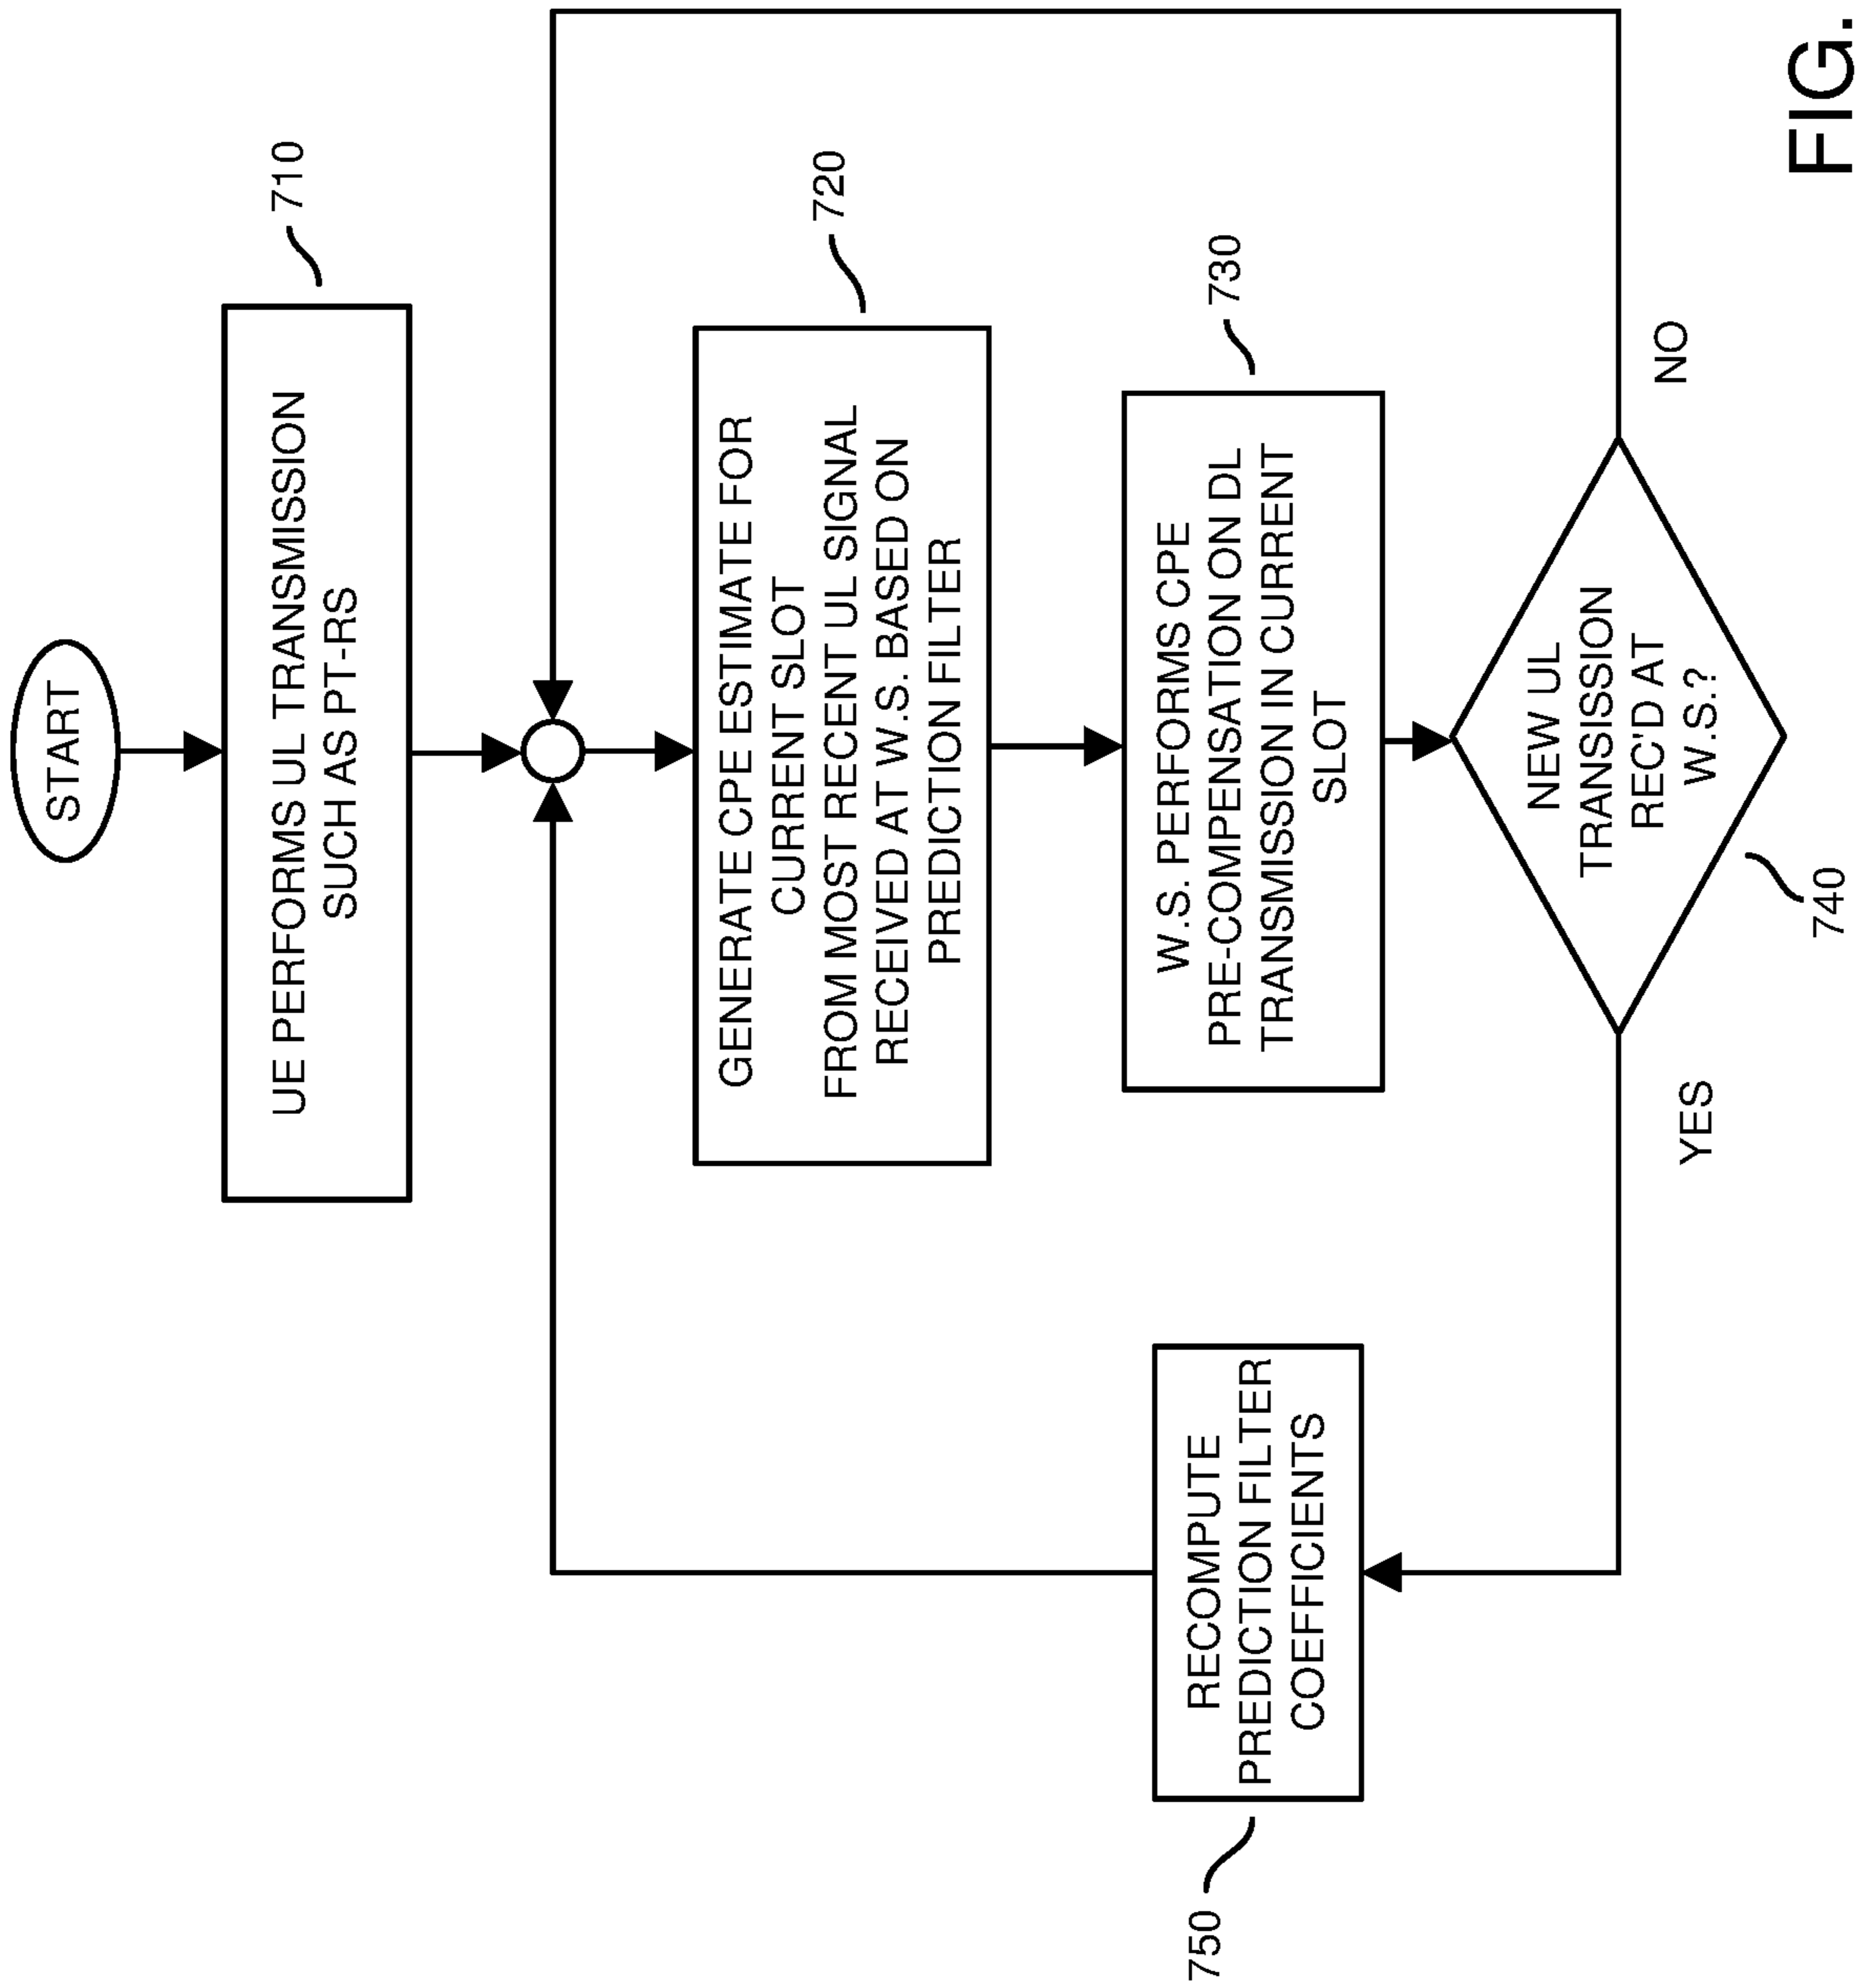 START
UE PERFORMS UL TRANSMISSION
SUCH AS PT-RS
710
GENERATE CPE ESTIMATE FOR
CURRENT SLOT
FROM MOST RECENT UL SIGNAL
RECEIVED AT W.S. BASED ON
PREDICTION FILTER
720
W.S. PERFORMS CPE
PRE-COMPENSATION ON DL
TRANSMISSION IN CURRENT
SLOT
730
NEW UL
TRANSISSION
REC'D AT
W.S.?
740
YES
NO
RECOMPUTE
PREDICTION FILTER
COEFFICIENTS
750
FIG.